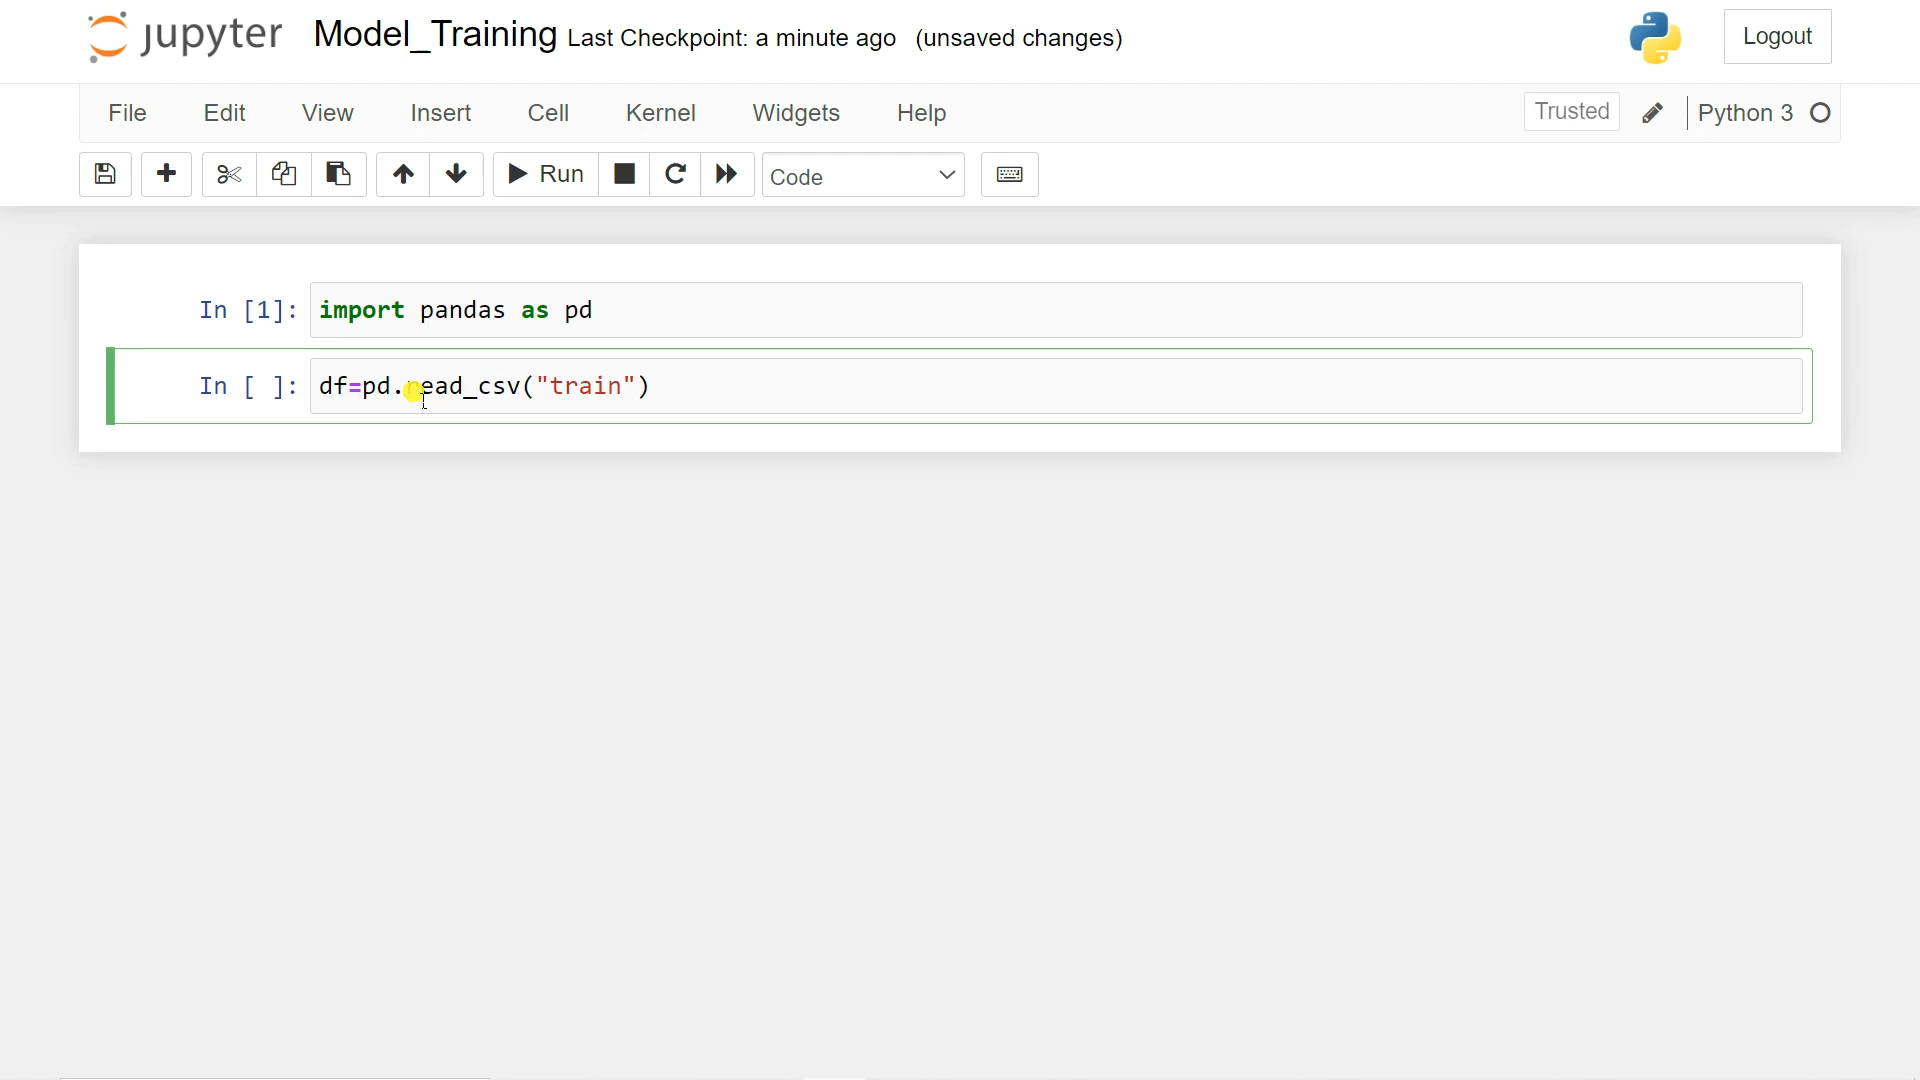 jupyter Model_Training Last Checkpoint: a minute ago (unsaved changes) Logout
File Edit View Insert Cell Kernel Widgets Help Trusted Python 3
Run Code
In [1]: import pandas as pd
In [ ]: df=pd.read_csv("train")